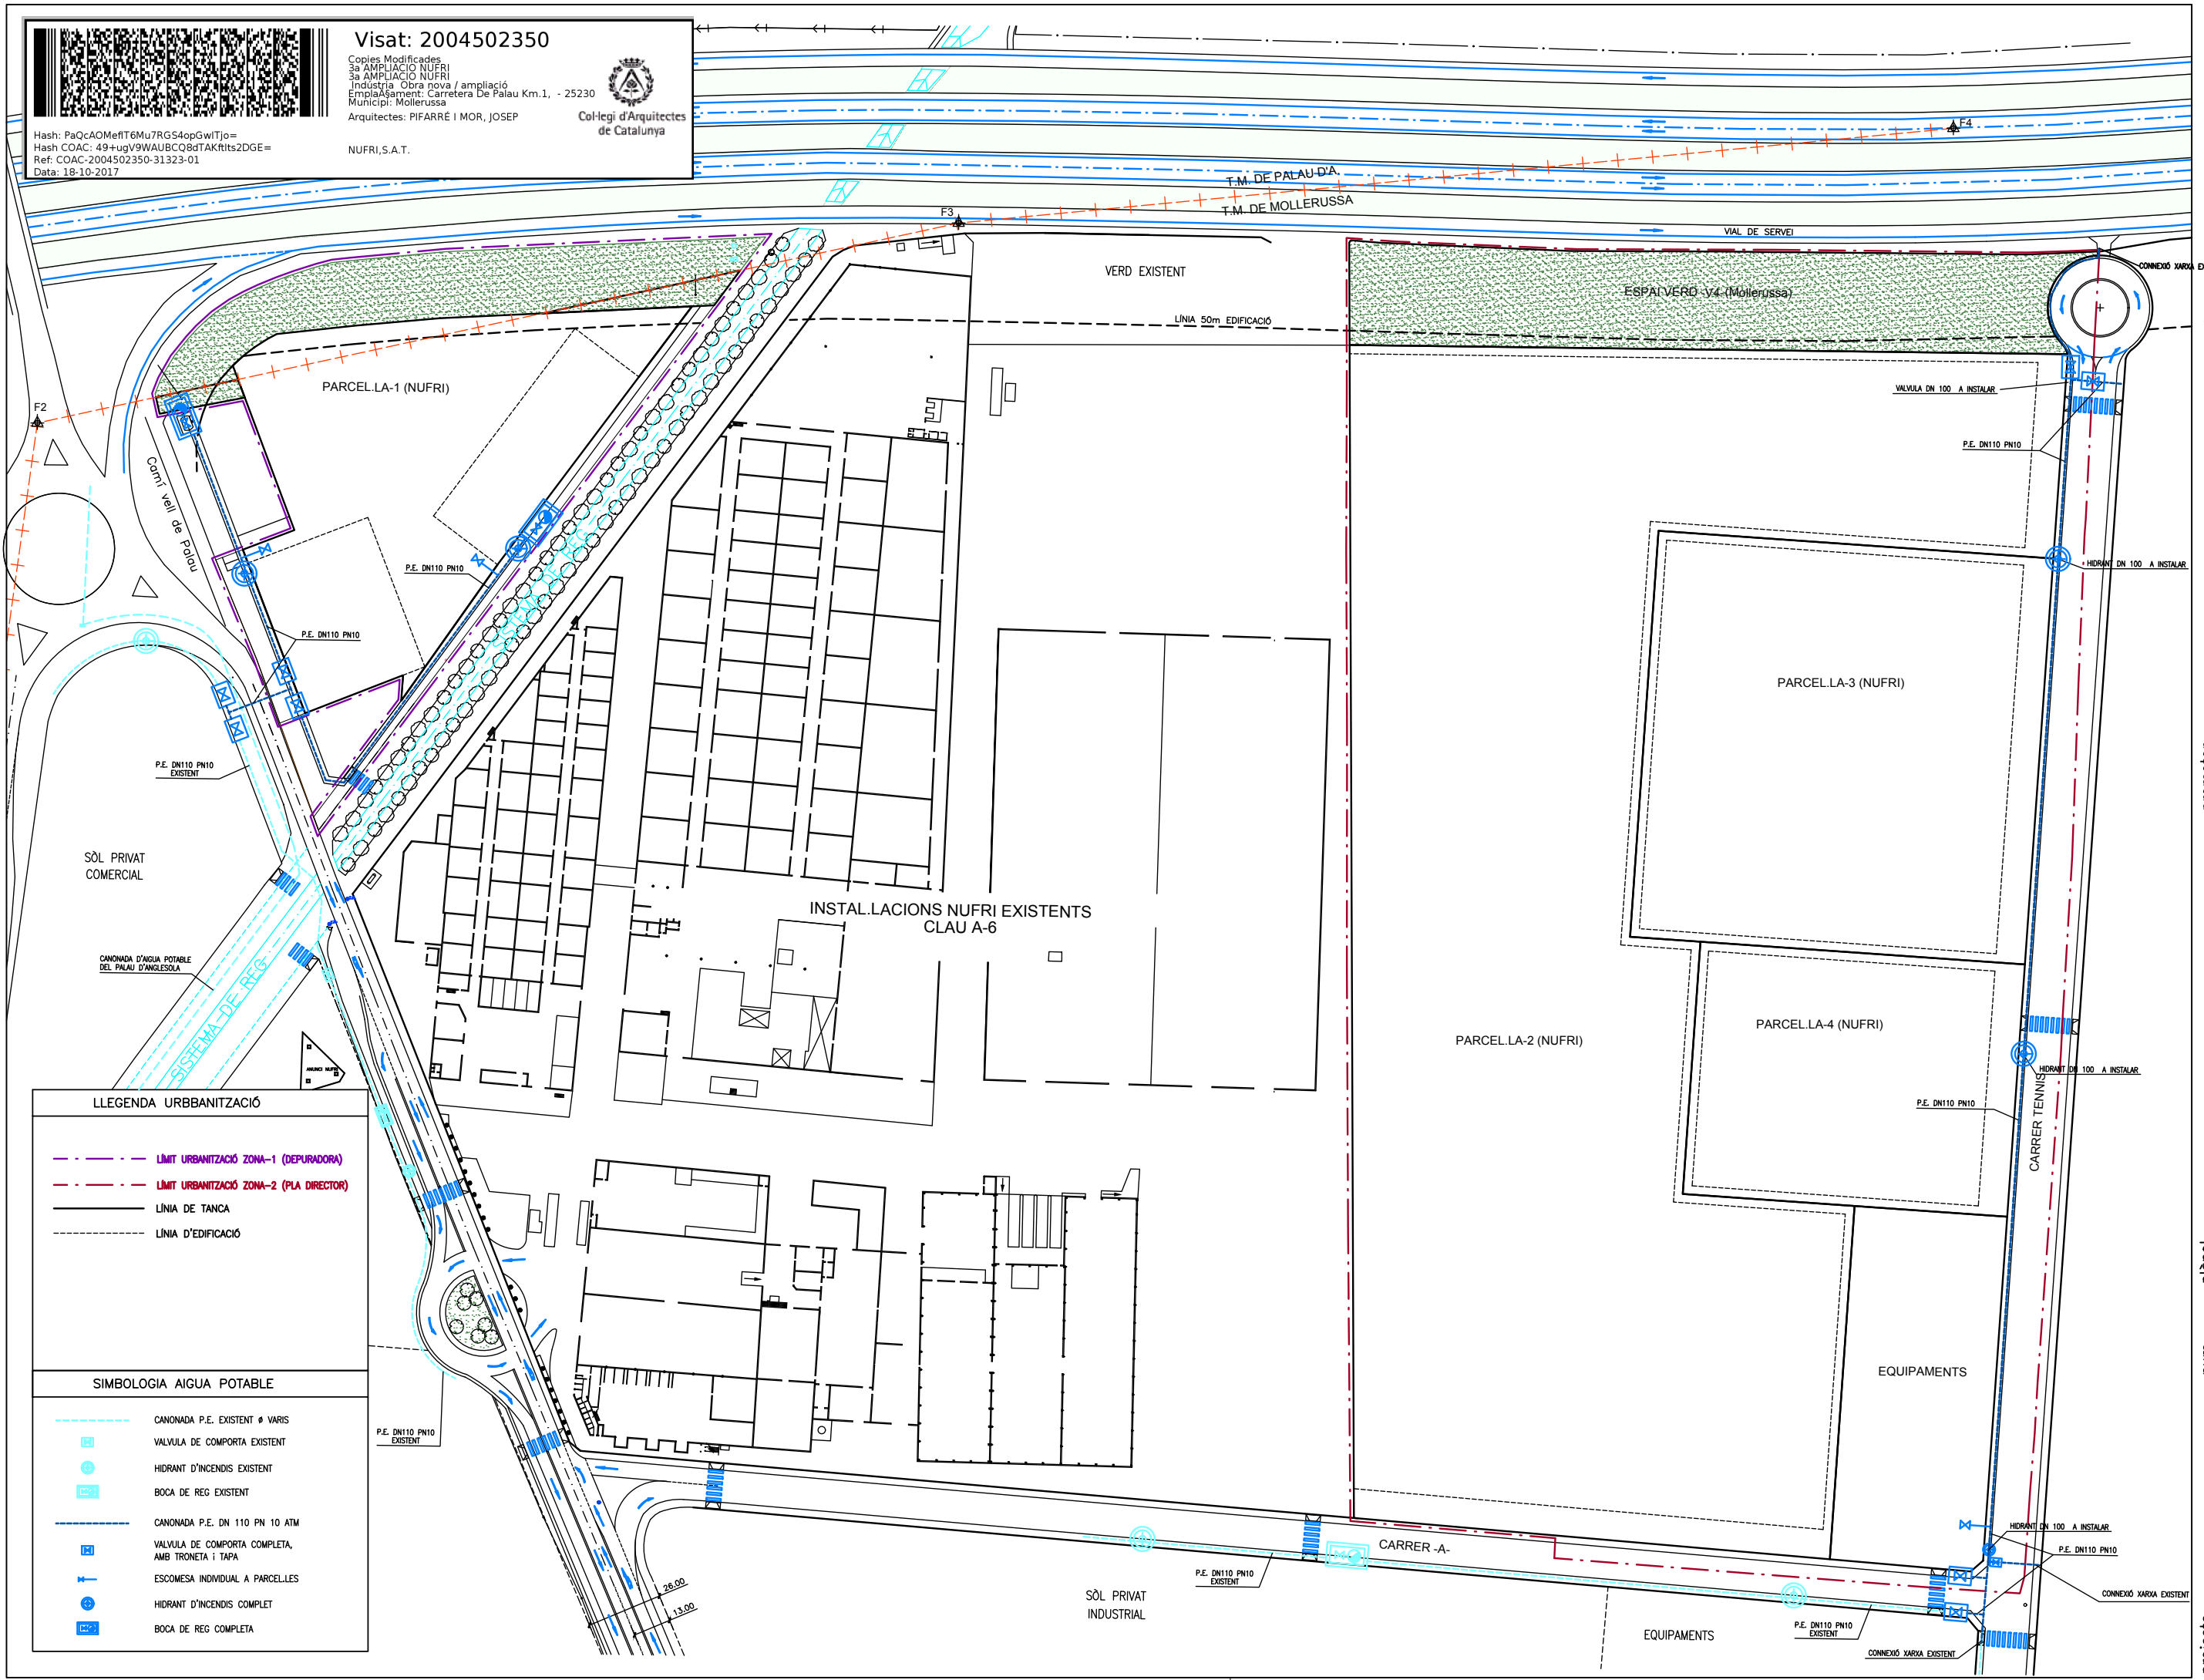 Visat: 2004502350
Copies Modificades
3a AMPLIACIÓ NUFRI
3a AMPLIACIÓ NUFRI
Indústria Obra nova / ampliació
EmplaÃ§ament: Carretera De Palau Km.1, - 25230
Municipi: Mollerussa
Arquitectes: PIFARRÉ I MOR, JOSEP
Col·legi d'Arquitectes
de Catalunya
NUFRI,S.A.T.
Ref: COAC-2004502350-31323-01
Data: 18-10-2017
F4
T.M. DE PALAU D'A.
T.M. DE MOLLERUSSA
F3
VIAL DE SERVEI
VERD EXISTENT
ESPAI VERD -V4 (Mollerussa)
LÍNIA 50m EDIFICACIÓ
PARCEL.LA-1 (NUFRI)
F2
Camí vell de Palau
VALVULA DN 100 A INSTALAR
P.E. DN110 PN10
P.E. DN110 PN10
HIDRANT DN 100 A INSTALAR
SISTEMA DE REG
P.E. DN110 PN10
PARCEL.LA-3 (NUFRI)
P.E. DN110 PN10
EXISTENT
SÒL PRIVAT
COMERCIAL
INSTAL.LACIONS NUFRI EXISTENTS
CLAU A-6
CANONADA D'AIGUA POTABLE
DEL PALAU D'ANGLESOLA
SISTEMA DE REG
PARCEL.LA-4 (NUFRI)
PARCEL.LA-2 (NUFRI)
ANUNCI NUFRI
HIDRANT DN 100 A INSTALAR
P.E. DN110 PN10
CARRER TENNIS
LLEGENDA URBBANITZACIÓ
LÍMIT URBANITZACIÓ ZONA-1 (DEPURADORA)
LÍMIT URBANITZACIÓ ZONA-2 (PLA DIRECTOR)
LÍNIA DE TANCA
LÍNIA D'EDIFICACIÓ
EQUIPAMENTS
SIMBOLOGIA AIGUA POTABLE
CANONADA P.E. EXISTENT ø VARIS
VALVULA DE COMPORTA EXISTENT
HIDRANT D'INCENDIS EXISTENT
BOCA DE REG EXISTENT
CANONADA P.E. DN 110 PN 10 ATM
VALVULA DE COMPORTA COMPLETA,
AMB TRONETA i TAPA
ESCOMESA INDIVIDUAL A PARCEL.LES
HIDRANT D'INCENDIS COMPLET
BOCA DE REG COMPLETA
P.E. DN110 PN10
EXISTENT
HIDRANT DN 100 A INSTALAR
P.E. DN110 PN10
CARRER -A-
P.E. DN110 PN10
EXISTENT
26.00
13.00
SÒL PRIVAT
INDUSTRIAL
CONNEXIÓ XARXA EXISTENT
P.E. DN110 PN10
EXISTENT
EQUIPAMENTS
CONNEXIÓ XARXA EXISTENT